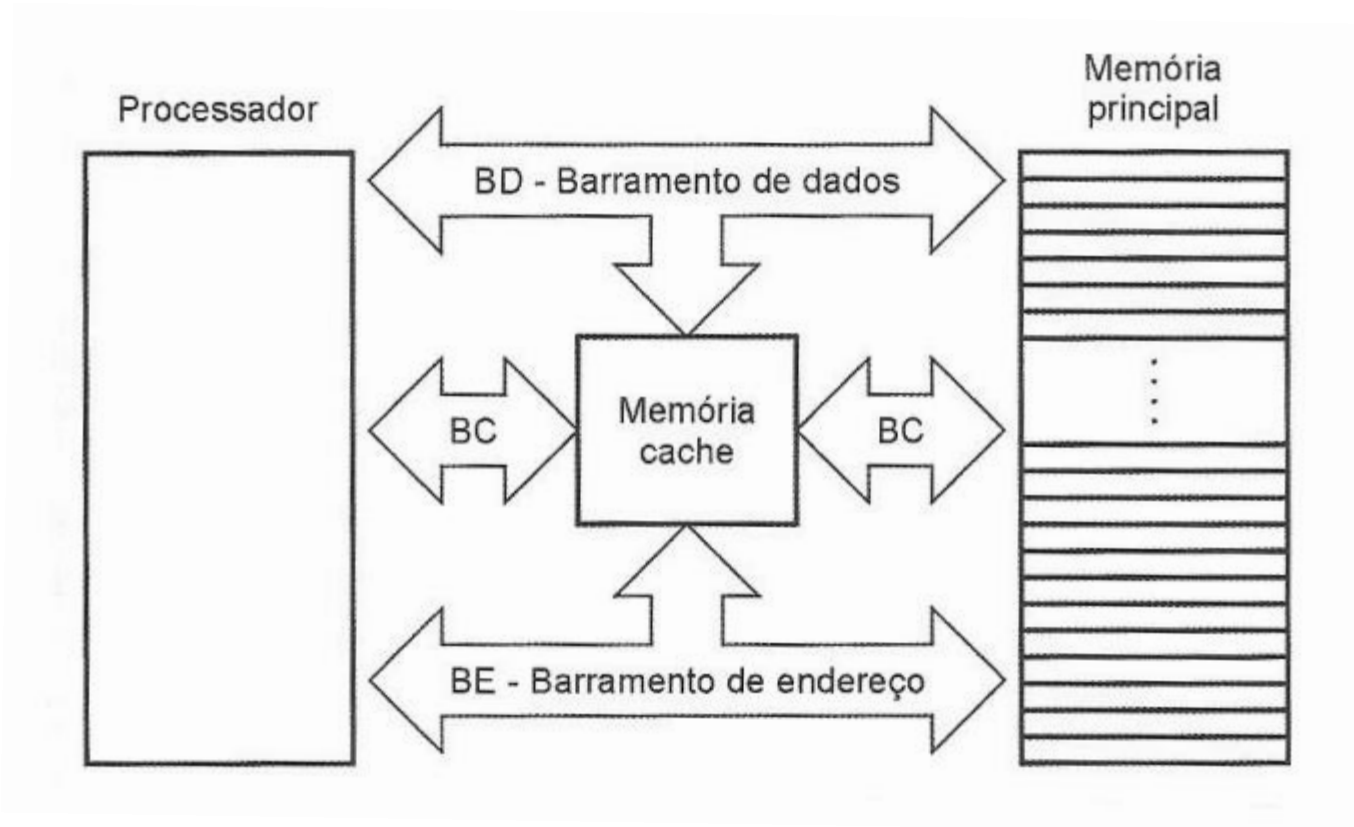 Processador
Memória
principal
BD - Barramento de dados
BC
Memória
cache
BC
BE - Barramento de endereço